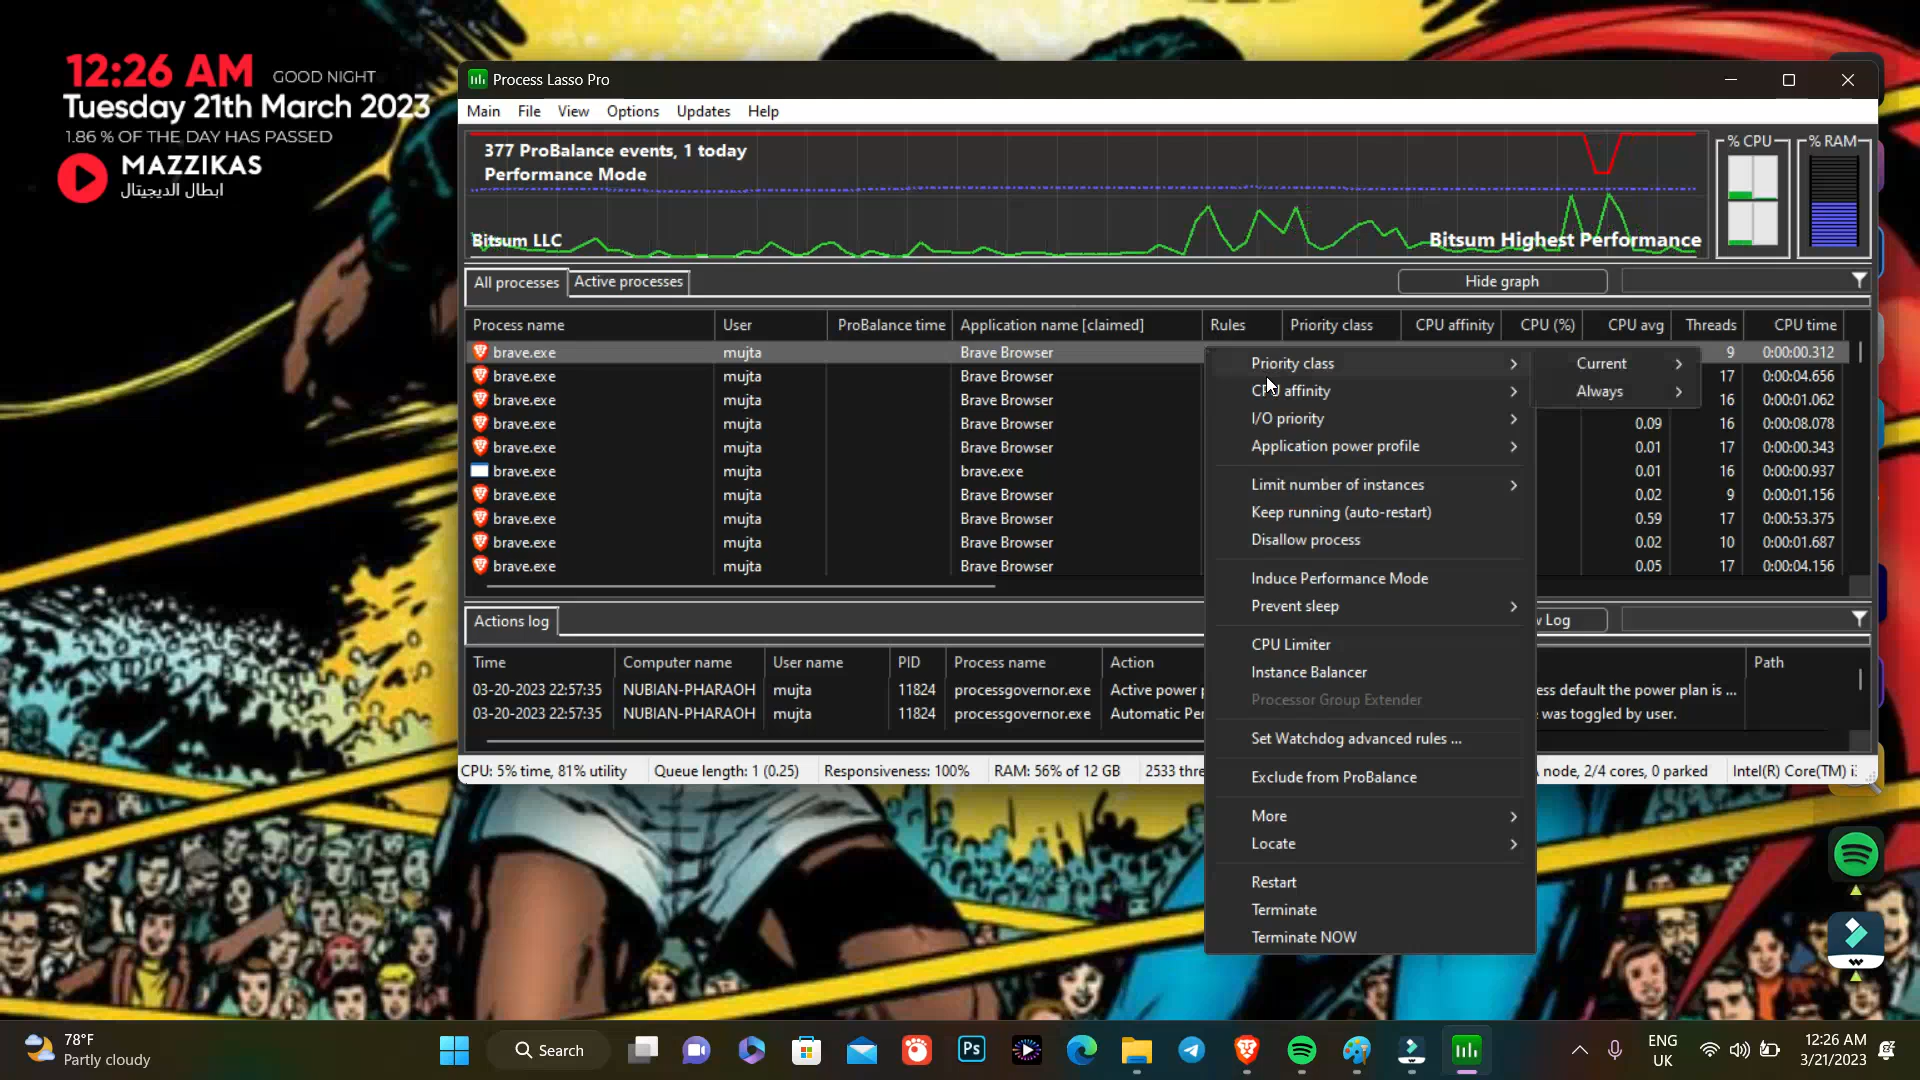 12:26 AM GOOD NIGHT
Tuesday 21th March 2023
1.86 % OF THE DAY HAS PASSED
MAZZIKAS
ابطال الديجيتال
Process Lasso Pro
Main File View Options Updates Help
377 ProBalance events, 1 today
Performance Mode
Bitsum LLC
Bitsum Highest Performance
% CPU
% RAM
All processes Active processes Hide graph
Process name User ProBalance time Application name [claimed] Rules Priority class CPU affinity CPU (%) CPU avg Threads CPU time
brave.exe mujta Brave Browser 9 0:00:00.312
brave.exe mujta Brave Browser 17 0:00:04.656
brave.exe mujta Brave Browser 16 0:00:01.062
brave.exe mujta Brave Browser 0.09 16 0:00:08.078
brave.exe mujta Brave Browser 0.01 17 0:00:00.343
brave.exe mujta brave.exe 0.01 16 0:00:00.937
brave.exe mujta Brave Browser 0.02 9 0:00:01.156
brave.exe mujta Brave Browser 0.59 17 0:00:53.375
brave.exe mujta Brave Browser 0.02 10 0:00:01.687
brave.exe mujta Brave Browser 0.05 17 0:00:04.156
Priority class
CPU affinity
I/O priority
Application power profile
Limit number of instances
Keep running (auto-restart)
Disallow process
Induce Performance Mode
Prevent sleep
CPU Limiter
Instance Balancer
Processor Group Extender
Set Watchdog advanced rules ...
Exclude from ProBalance
More
Locate
Restart
Terminate
Terminate NOW
Current
Always
Actions log
Log
Time Computer name User name PID Process name Action Path
03-20-2023 22:57:35 NUBIAN-PHARAOH mujta 11824 processgovernor.exe Active power ess default the power plan is ...
03-20-2023 22:57:35 NUBIAN-PHARAOH mujta 11824 processgovernor.exe Automatic Per was toggled by user.
CPU: 5% time, 81% utility Queue length: 1 (0.25) Responsiveness: 100% RAM: 56% of 12 GB 2533 thre node, 2/4 cores, 0 parked Intel(R) Core(TM) i
78°F
Partly cloudy
Search
Ps
ENG
UK
12:26 AM
3/21/2023